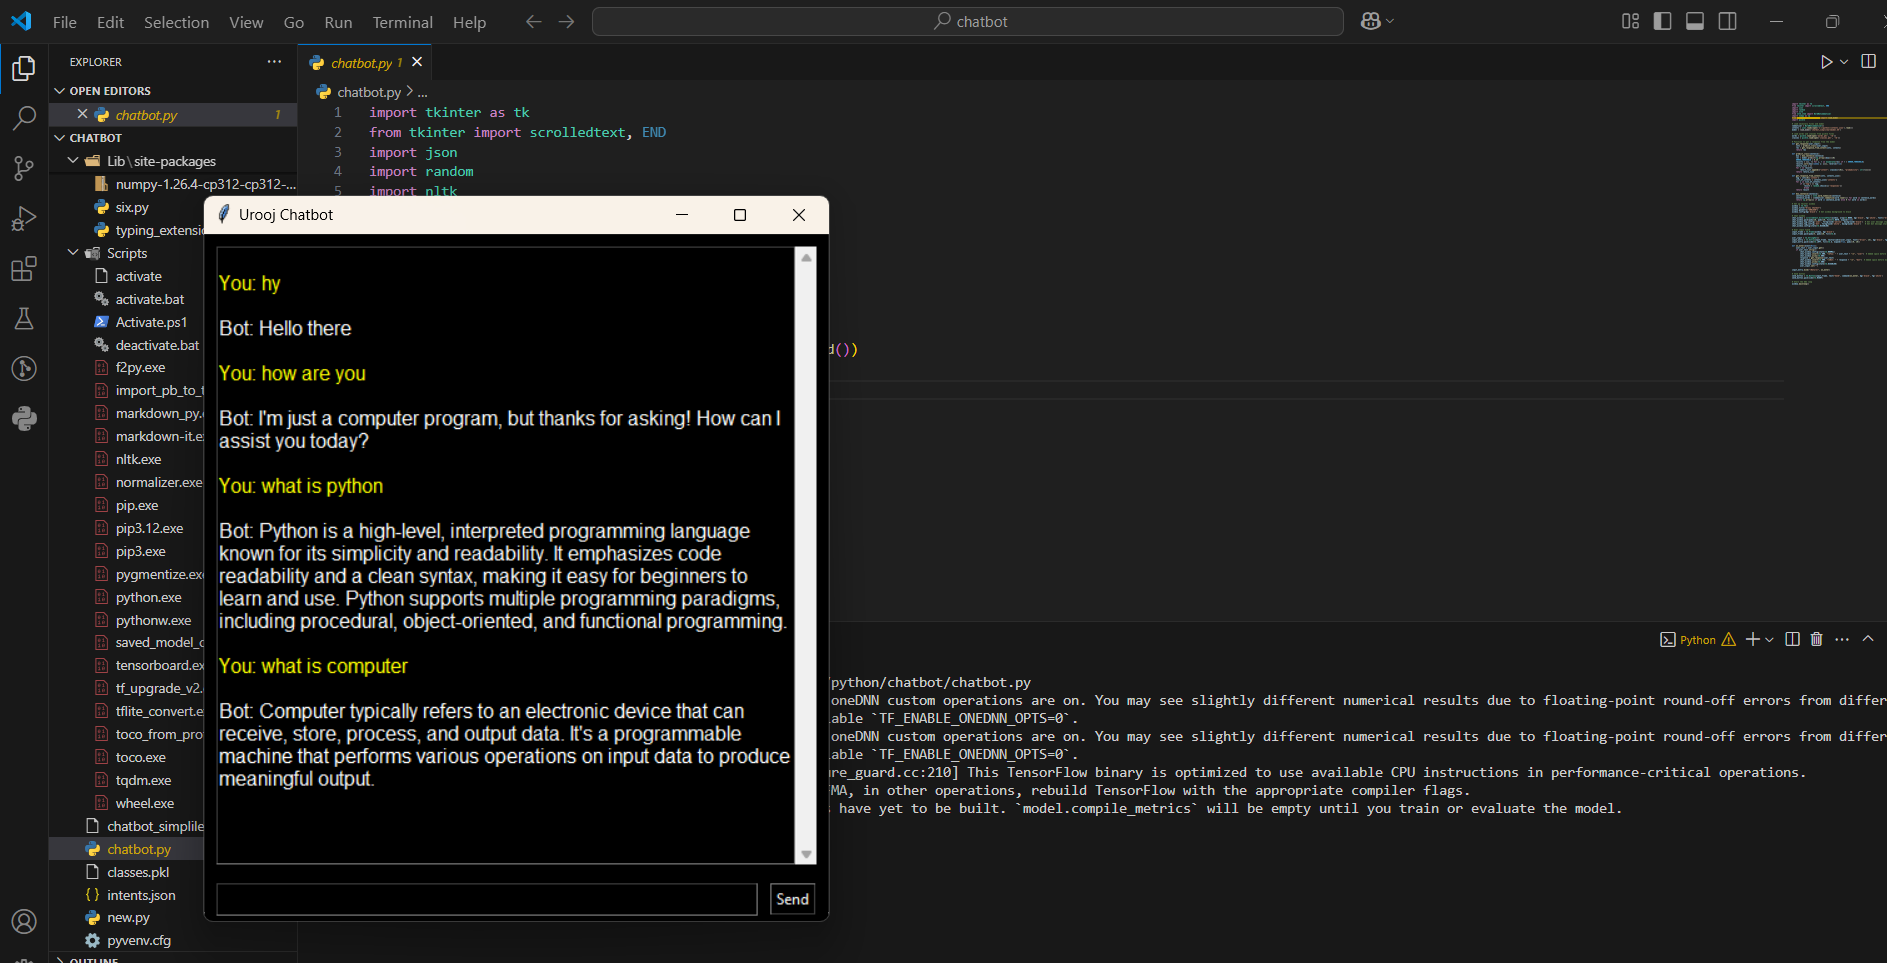 File Edit Selection View Go Run Terminal Help
chatbot
EXPLORER
OPEN EDITORS
chatbot.py 1
CHATBOT
Lib\site-packages
numpy-1.26.4-cp312-cp312-...
six.py
typing_extensio
Scripts
activate
activate.bat
Activate.ps1
deactivate.bat
f2py.exe
import_pb_to_t
markdown_py.
markdown-it.e
nltk.exe
normalizer.exe
pip.exe
pip3.12.exe
pip3.exe
pygmentize.ex
python.exe
pythonw.exe
saved_model_c
tensorboard.ex
tf_upgrade_v2.
tflite_convert.e
toco_from_pro
toco.exe
tqdm.exe
wheel.exe
chatbot_simplile
chatbot.py
classes.pkl
intents.json
new.py
pyvenv.cfg
OUTLINE
chatbot.py 1
chatbot.py > ...
1 import tkinter as tk
2 from tkinter import scrolledtext, END
3 import json
4 import random
5 import nltk
d())
Urooj Chatbot
You: hy
Bot: Hello there
You: how are you
Bot: I'm just a computer program, but thanks for asking! How can I
assist you today?
You: what is python
Bot: Python is a high-level, interpreted programming language
known for its simplicity and readability. It emphasizes code
readability and a clean syntax, making it easy for beginners to
learn and use. Python supports multiple programming paradigms,
including procedural, object-oriented, and functional programming.
You: what is computer
Bot: Computer typically refers to an electronic device that can
receive, store, process, and output data. It's a programmable
machine that performs various operations on input data to produce
meaningful output.
Send
Python
/python/chatbot/chatbot.py
oneDNN custom operations are on. You may see slightly different numerical results due to floating-point round-off errors from differ
able `TF_ENABLE_ONEDNN_OPTS=0`.
oneDNN custom operations are on. You may see slightly different numerical results due to floating-point round-off errors from differ
able `TF_ENABLE_ONEDNN_OPTS=0`.
re_guard.cc:210] This TensorFlow binary is optimized to use available CPU instructions in performance-critical operations.
FMA, in other operations, rebuild TensorFlow with the appropriate compiler flags.
have yet to be built. `model.compile_metrics` will be empty until you train or evaluate the model.